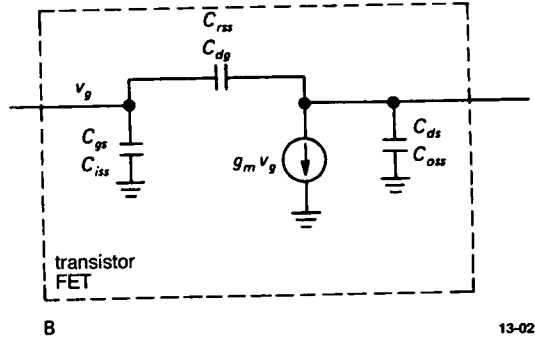 C_rss
C_dg
v_g
C_gs
C_iss
g_m v_g
C_ds
C_oss
transistor
FET
B
13-02